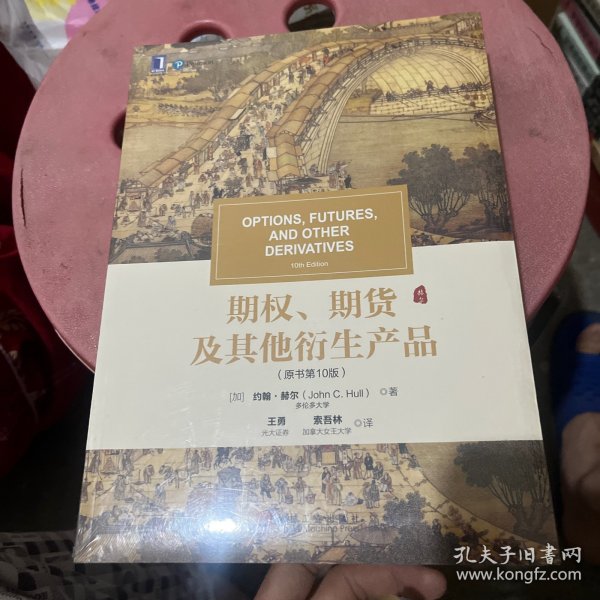 OPTIONS, FUTURES,
AND OTHER
DERIVATIVES
10th Edition
期权、期货
及其他衍生产品
（原书第10版）
[加] 约翰·赫尔（John C. Hull） ◎ 著
多伦多大学
王勇 索吾林 ◎ 译
光大证券 加拿大女王大学
孔夫子旧书网
www.kongfz.com